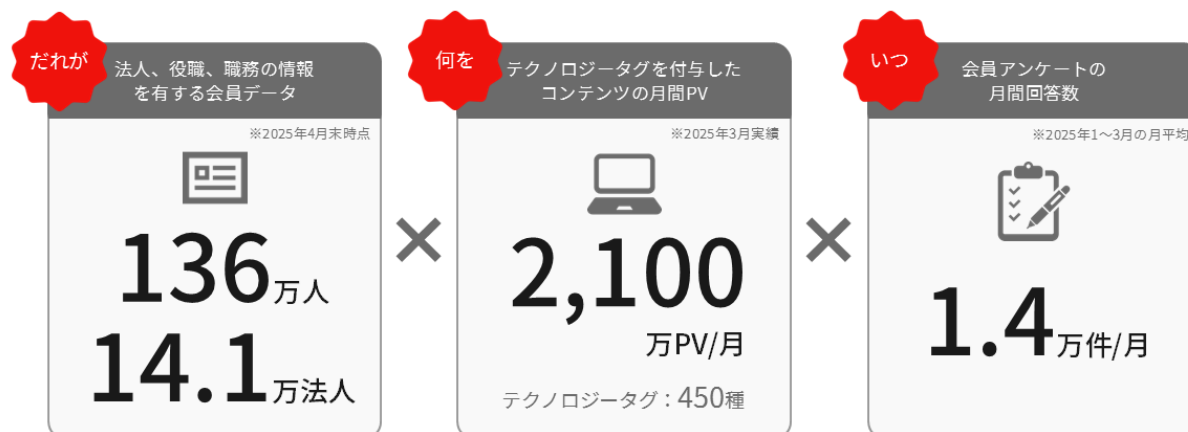 だれが
法人、役職、職務の情報
を有する会員データ
※2025年4月末時点
136万人
14.1万法人
×
何を
テクノロジータグを付与した
コンテンツの月間PV
※2025年3月実績
2,100
万PV/月
テクノロジータグ：450種
×
いつ
会員アンケートの
月間回答数
※2025年1～3月の月平均
1.4万件/月